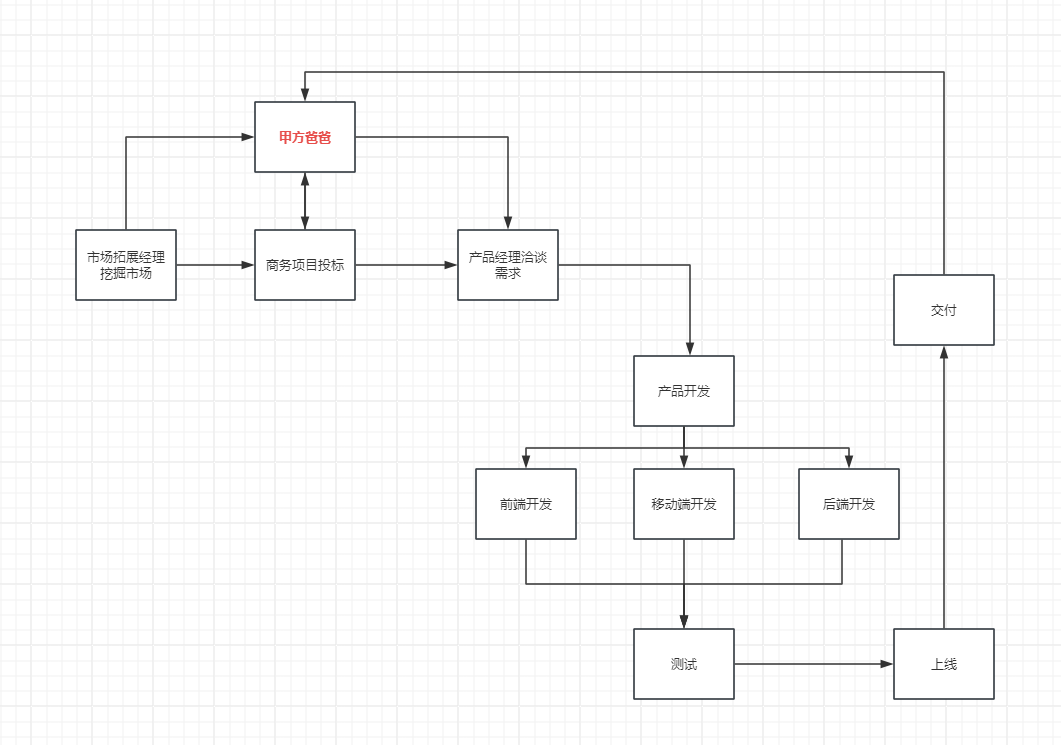 甲方爸爸
市场拓展经理
挖掘市场
商务项目投标
产品经理洽谈
需求
交付
产品开发
前端开发
移动端开发
后端开发
测试
上线